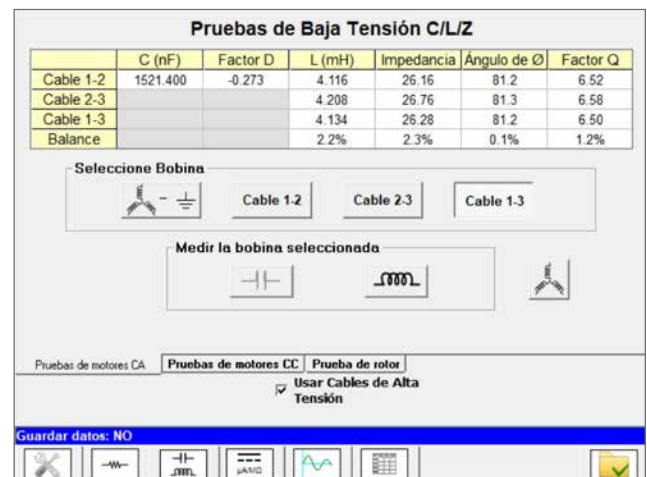 Pruebas de Baja Tensión C/L/Z
C (nF) Factor D L (mH) Impedancia Ángulo de Ø Factor Q
Cable 1-2 1521.400 -0.273 4.116 26.16 81.2 6.52
Cable 2-3 4.208 26.76 81.3 6.58
Cable 1-3 4.134 26.28 81.2 6.50
Balance 2.2% 2.3% 0.1% 1.2%
Seleccione Bobina
Cable 1-2 Cable 2-3 Cable 1-3
Medir la bobina seleccionada
Pruebas de motores CA Pruebas de motores CC Prueba de rotor
Usar Cables de Alta
Tensión
Guardar datos: NO
µA/MΩ